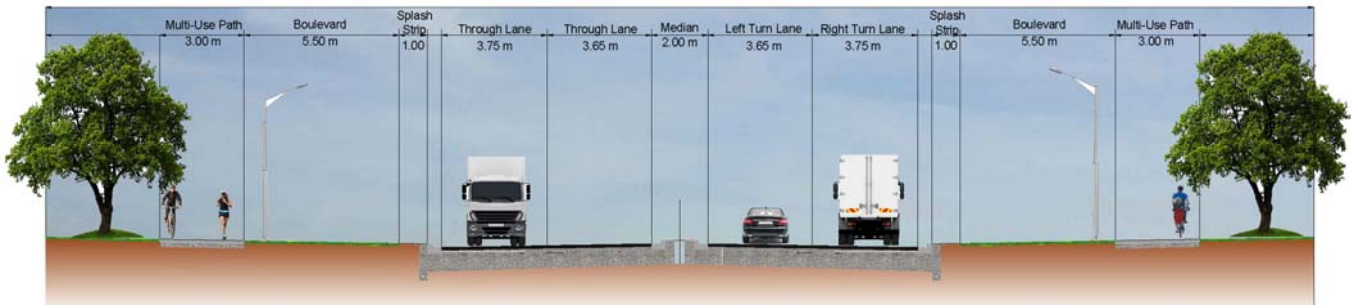 Multi-Use Path
3.00 m
Boulevard
5.50 m
Splash
Strip
1.00
Through Lane
3.75 m
Through Lane
3.65 m
Median
2.00 m
Left Turn Lane
3.65 m
Right Turn Lane
3.75 m
Splash
Strip
1.00
Boulevard
5.50 m
Multi-Use Path
3.00 m